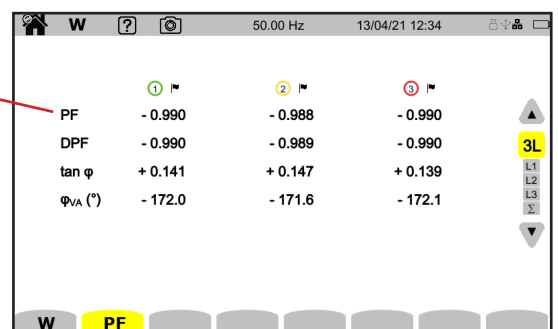 W ? 50.00 Hz 13/04/21 12:34
1 2 3
PF - 0.990 - 0.988 - 0.990
DPF - 0.990 - 0.989 - 0.990
tan φ + 0.141 + 0.147 + 0.139
φVA (°) - 172.0 - 171.6 - 172.1
3L
L1
L2
L3
Σ
W PF